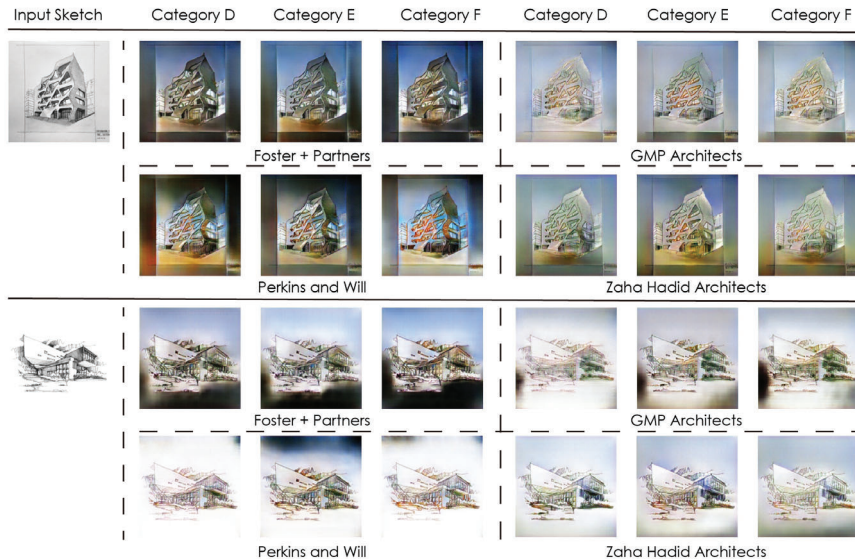 Input Sketch Category D Category E Category F Category D Category E Category F
Foster + Partners GMP Architects
Perkins and Will Zaha Hadid Architects
Foster + Partners GMP Architects
Perkins and Will Zaha Hadid Architects